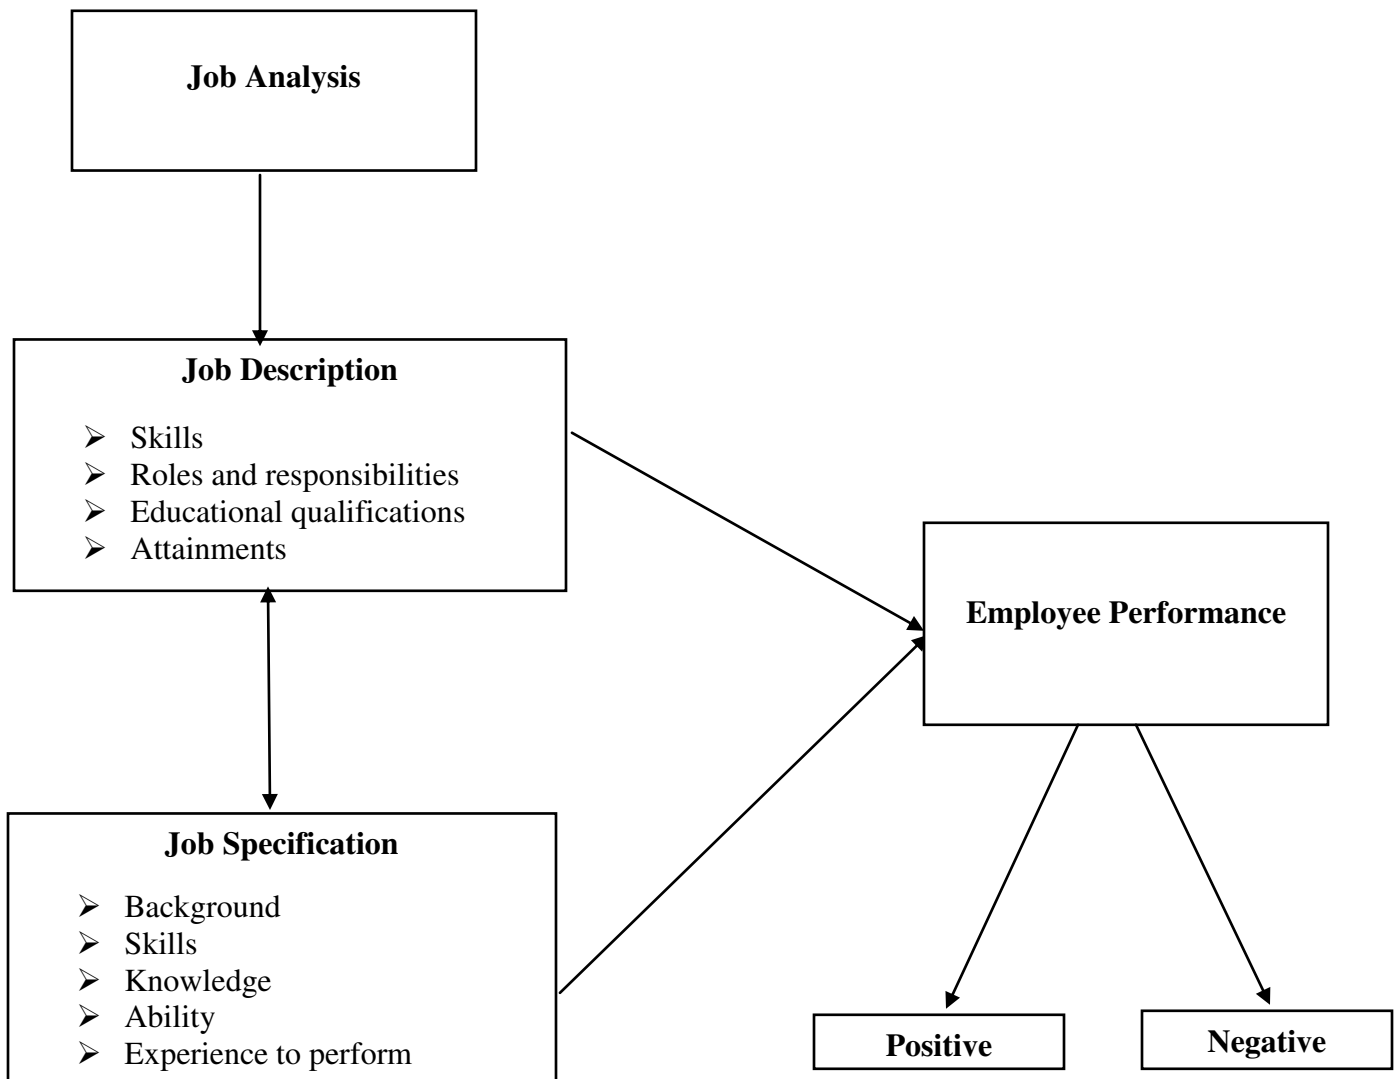 Job Analysis
Job Description
➢ Skills
➢ Roles and responsibilities
➢ Educational qualifications
➢ Attainments
Employee Performance
Job Specification
➢ Background
➢ Skills
➢ Knowledge
➢ Ability
➢ Experience to perform
Positive
Negative